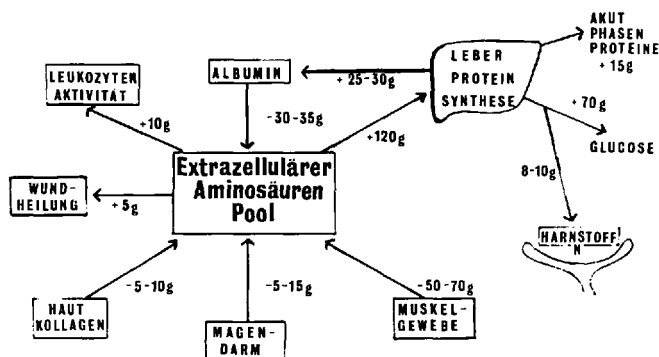 LEUKOZYTEN
AKTIVITÄT
ALBUMIN
+ 25-30g
LEBER
PROTEIN
SYNTHESE
AKUT
PHASEN
PROTEINE
+ 15g
+ 70g
GLUCOSE
+10g
-30-35g
+120g
8-10g
WUND-
HEILUNG
+ 5g
Extrazellulärer
Aminosäuren
Pool
HARNSTOFF
N
-5-10g
-5-15g
-50-70g
HAUT
KOLLAGEN
MAGEN-
DARM
MUSKEL-
GEWEBE